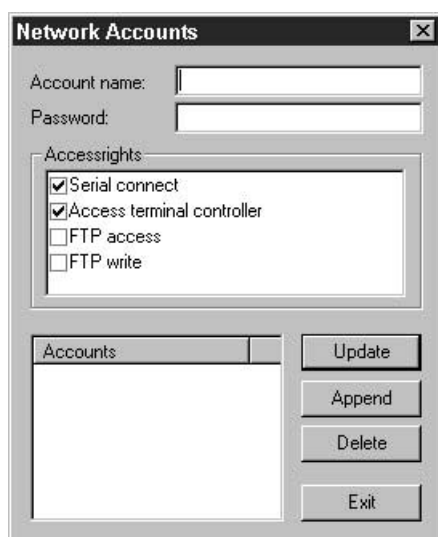 Network Accounts
Account name:
Password:
Accessrights
Serial connect
Access terminal controller
FTP access
FTP write
Accounts
Update
Append
Delete
Exit